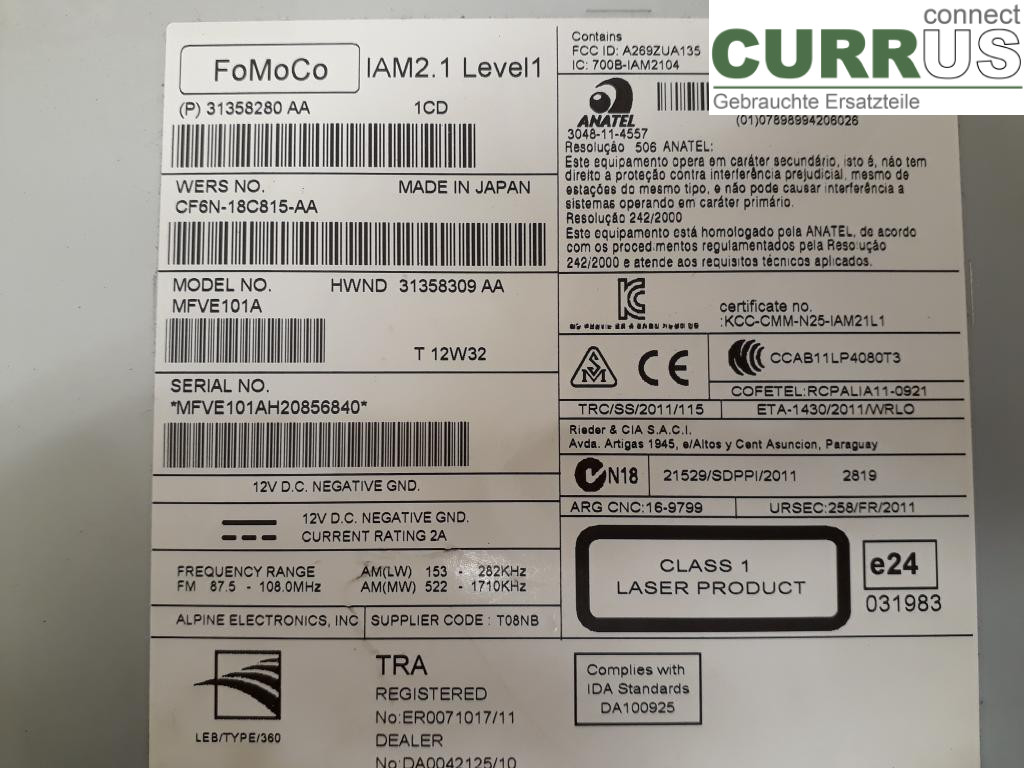 connect
CURRUS
Gebrauchte Ersatzteile
FoMoCo
IAM2.1 Level1
(P) 31358280 AA
1CD
WERS NO.
MADE IN JAPAN
CF6N-18C815-AA
MODEL NO.
HWND 31358309 AA
MFVE101A
T 12W32
SERIAL NO.
*MFVE101AH20856840*
12V D.C. NEGATIVE GND.
12V D.C. NEGATIVE GND.
CURRENT RATING 2A
FREQUENCY RANGE AM(LW) 153 - 282KHz
FM 87.5 - 108.0MHz AM(MW) 522 - 1710KHz
ALPINE ELECTRONICS, INC
SUPPLIER CODE : T08NB
LEB/TYPE/360
TRA
REGISTERED
No:ER0071017/11
DEALER
No:DA0042125/10
Contains
FCC ID: A269ZUA135
IC: 700B-IAM2104
ANATEL
(01)07898994206026
3048-11-4557
Resolução 506 ANATEL:
Este equipamento opera em caráter secundário, isto é, não tem
direito a proteção contra interferência prejudicial, mesmo de
estações do mesmo tipo, e não pode causar interferência a
sistemas operando em caráter primário.
Resolução 242/2000
Este equipamento está homologado pela ANATEL, de acordo
com os procedimentos regulamentados pela Resolução
242/2000 e atende aos requisitos técnicos aplicados.
certificate no.
:KCC-CMM-N25-IAM21L1
CE
CCAB11LP4080T3
COFETEL:RCPALIA11-0921
TRC/SS/2011/115
ETA-1430/2011/WRLO
Rieder & CIA S.A.C.I.
Avda. Artigas 1945, e/Altos y Cent Asuncion, Paraguay
N18
21529/SDPPI/2011
2819
ARG CNC:16-9799
URSEC:258/FR/2011
CLASS 1
LASER PRODUCT
e24
031983
Complies with
IDA Standards
DA100925